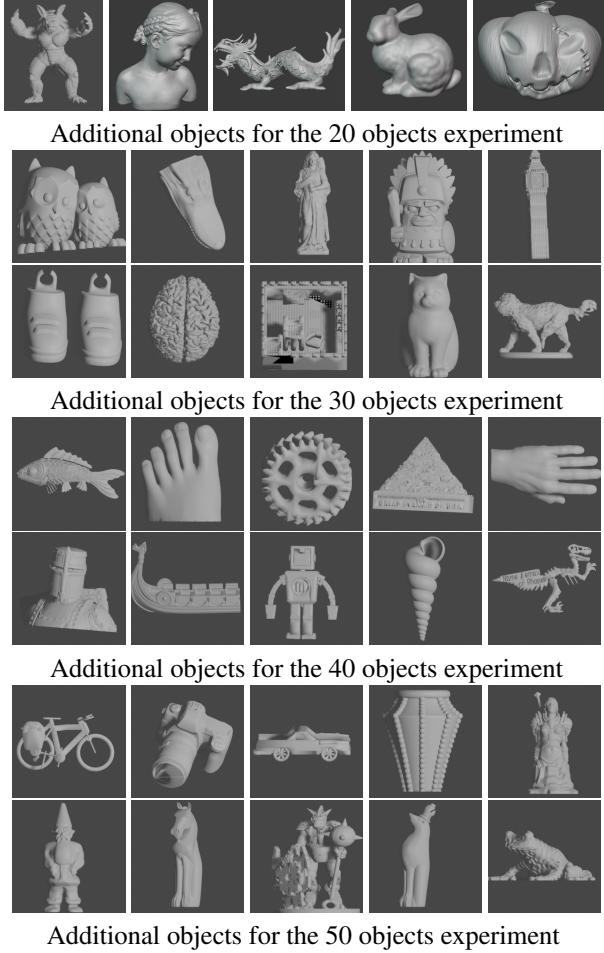 Additional objects for the 20 objects experiment
Additional objects for the 30 objects experiment
Additional objects for the 40 objects experiment
Additional objects for the 50 objects experiment